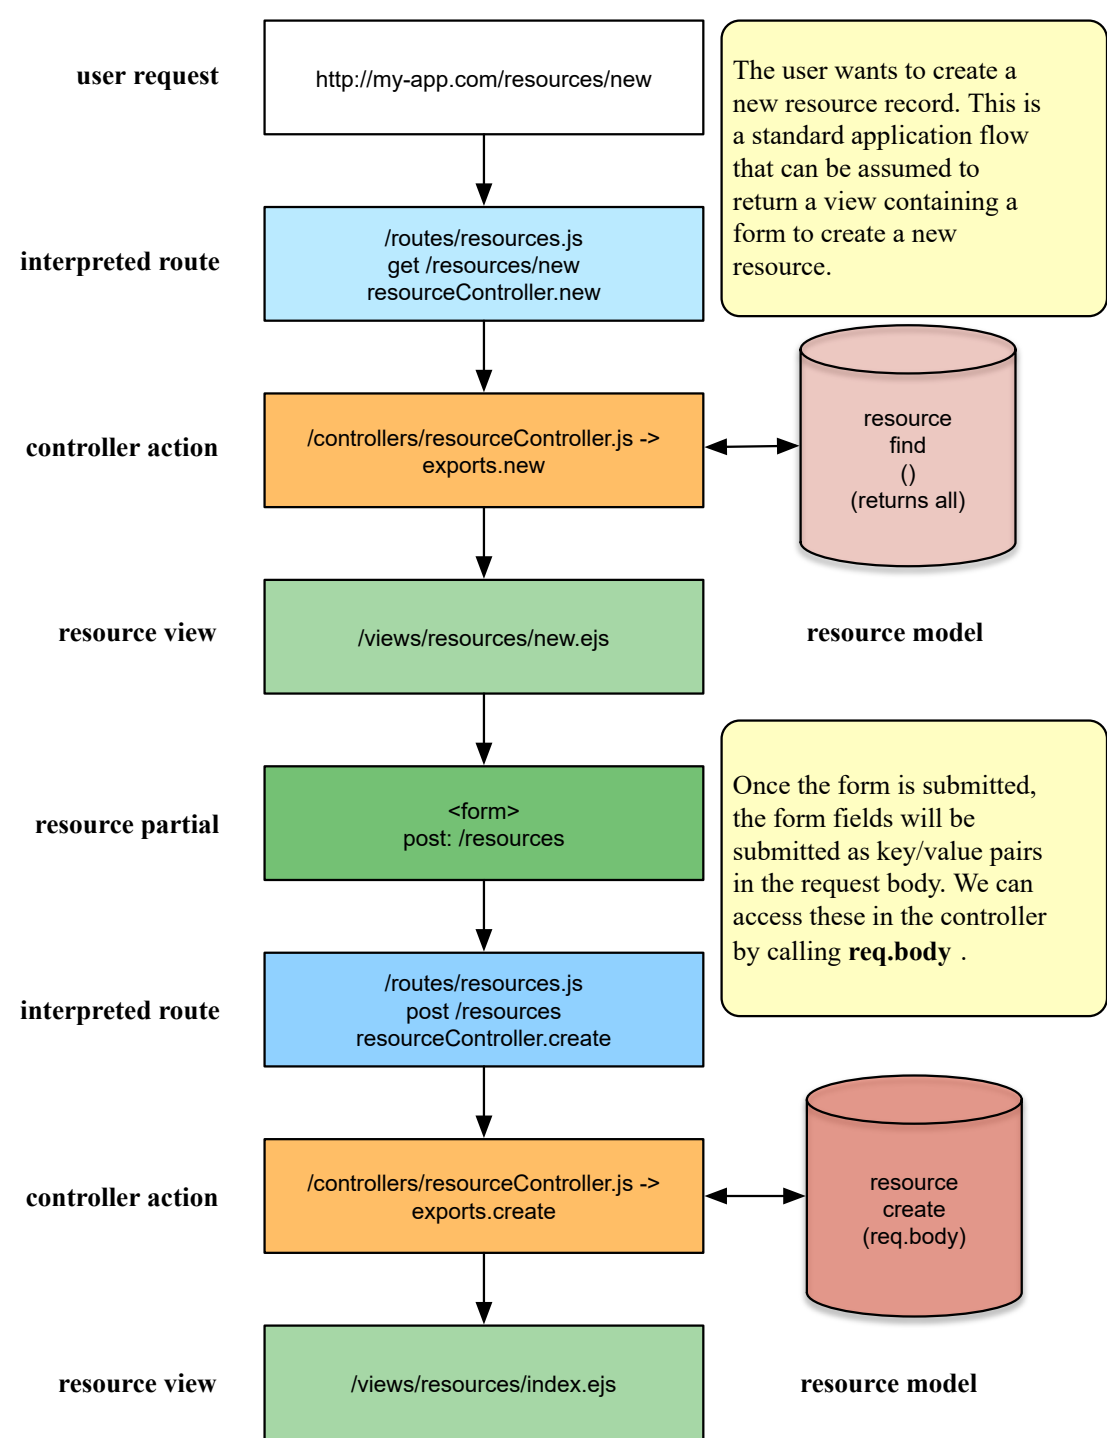 user request
http://my-app.com/resources/new
The user wants to create a
new resource record. This is
a standard application flow
that can be assumed to
return a view containing a
form to create a new
resource.
interpreted route
/routes/resources.js
get /resources/new
resourceController.new
controller action
/controllers/resourceController.js ->
exports.new
resource
find
()
(returns all)
resource view
/views/resources/new.ejs
resource model
resource partial
<form>
post: /resources
Once the form is submitted,
the form fields will be
submitted as key/value pairs
in the request body. We can
access these in the controller
by calling req.body .
interpreted route
/routes/resources.js
post /resources
resourceController.create
controller action
/controllers/resourceController.js ->
exports.create
resource
create
(req.body)
resource view
/views/resources/index.ejs
resource model